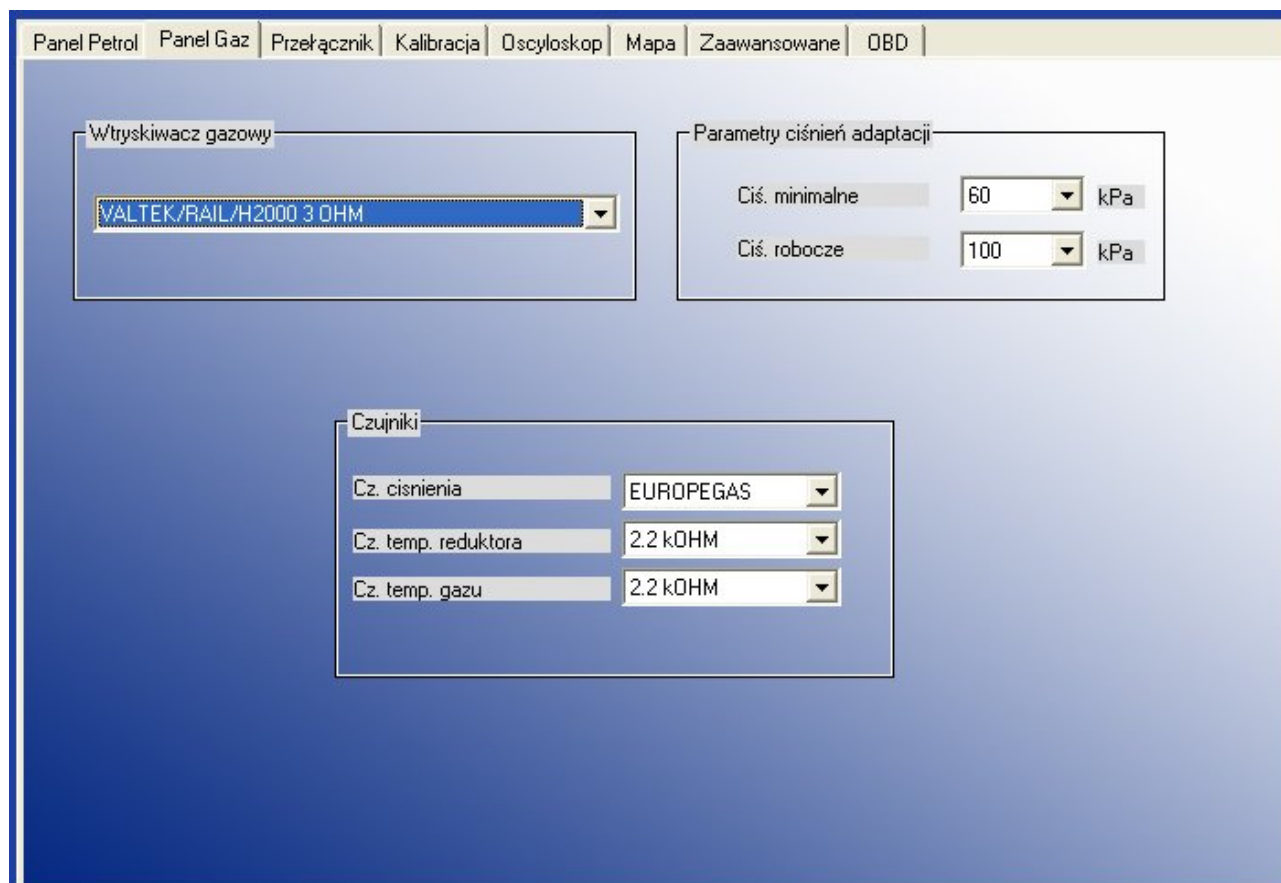 Panel Petrol Panel Gaz Przełącznik Kalibracja Oscyloskop Mapa Zaawansowane OBD
Wtryskiwacz gazowy
VALTEK/RAIL/H2000 3 OHM
Parametry ciśnień adaptacji
Ciś. minimalne 60 kPa
Ciś. robocze 100 kPa
Czujniki
Cz. cisnienia EUROPEGAS
Cz. temp. reduktora 2.2 kOHM
Cz. temp. gazu 2.2 kOHM